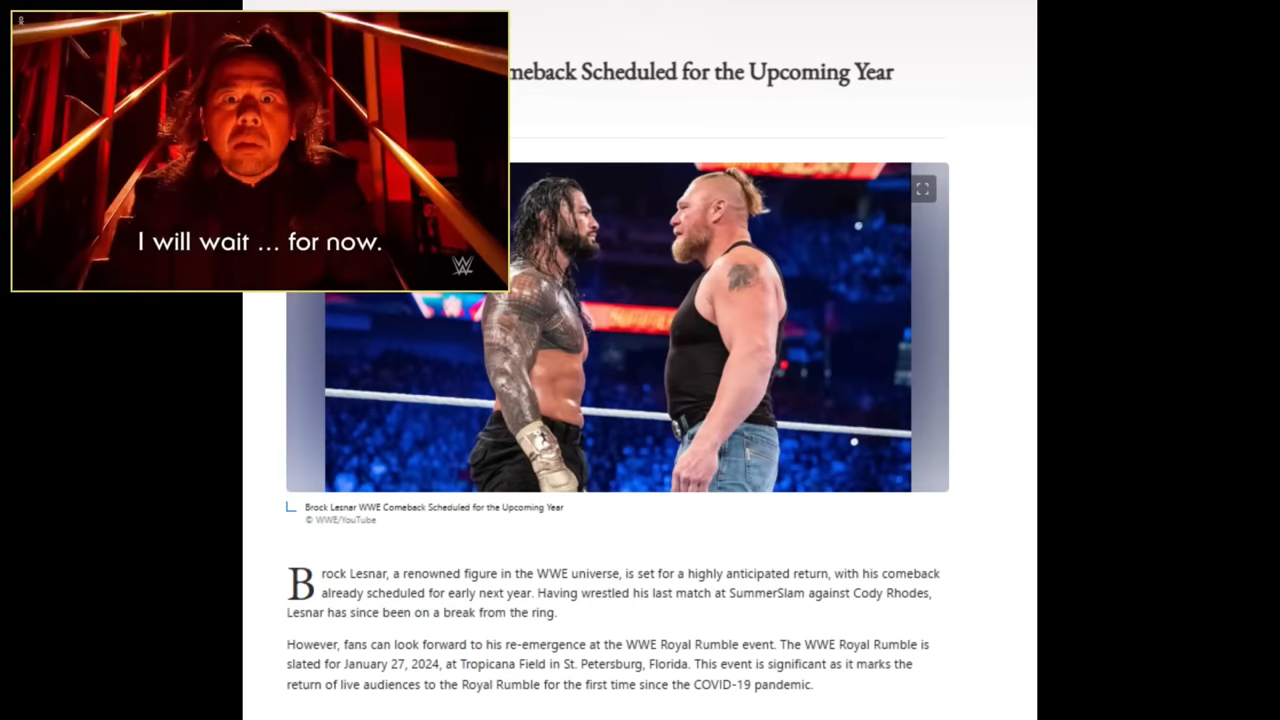 meback Scheduled for the Upcoming Year
I will wait ... for now.
Brock Lesnar WWE Comeback Scheduled for the Upcoming Year
© WWE/YouTube
Brock Lesnar, a renowned figure in the WWE universe, is set for a highly anticipated return, with his comeback
already scheduled for early next year. Having wrestled his last match at SummerSlam against Cody Rhodes,
Lesnar has since been on a break from the ring.
However, fans can look forward to his re-emergence at the WWE Royal Rumble event. The WWE Royal Rumble is
slated for January 27, 2024, at Tropicana Field in St. Petersburg, Florida. This event is significant as it marks the
return of live audiences to the Royal Rumble for the first time since the COVID-19 pandemic.